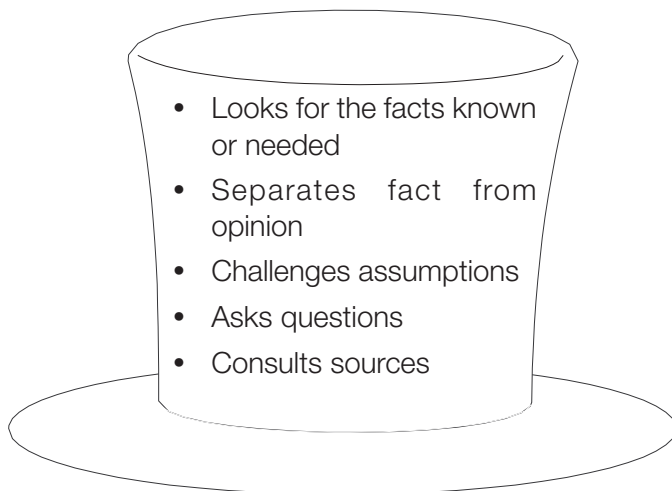 • Looks for the facts known
or needed
• Separates fact from
opinion
• Challenges assumptions
• Asks questions
• Consults sources